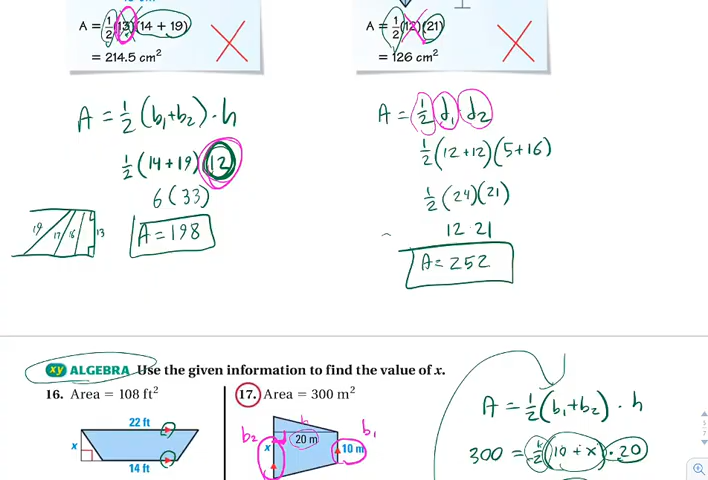 A = 1/2(13)(14 + 19)
= 214.5 cm²
A = 1/2(12)(21)
= 126 cm²
A = 1/2 (b₁+b₂) · h
1/2 (14+19)(12)
6(33)
A = 198
19 17 16 13
A = 1/2 d₁ d₂
1/2 (12+12)(5+16)
1/2 (24)(21)
12·21
A = 252
xy ALGEBRA Use the given information to find the value of x.
16. Area = 108 ft²
22 ft
x
14 ft
17. Area = 300 m²
h
b₂
b₁
20 m
x
10 m
A = 1/2 (b₁+b₂) · h
300 = 1/2 (10 + x) · 20